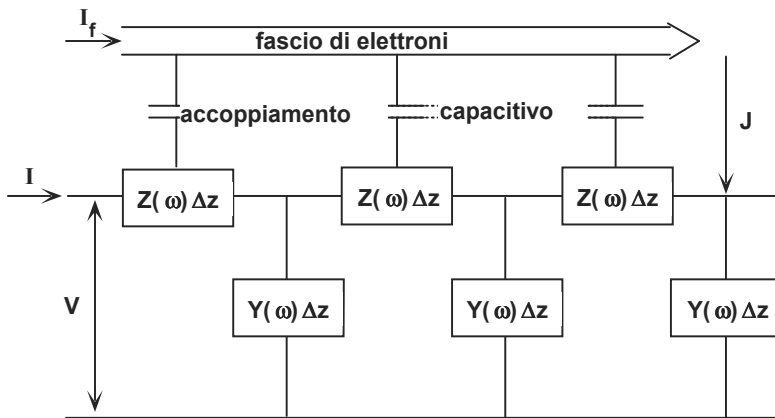 I_f
fascio di elettroni
accoppiamento capacitivo
J
I
Z(ω)Δz Z(ω)Δz Z(ω)Δz
V
Y(ω)Δz Y(ω)Δz Y(ω)Δz